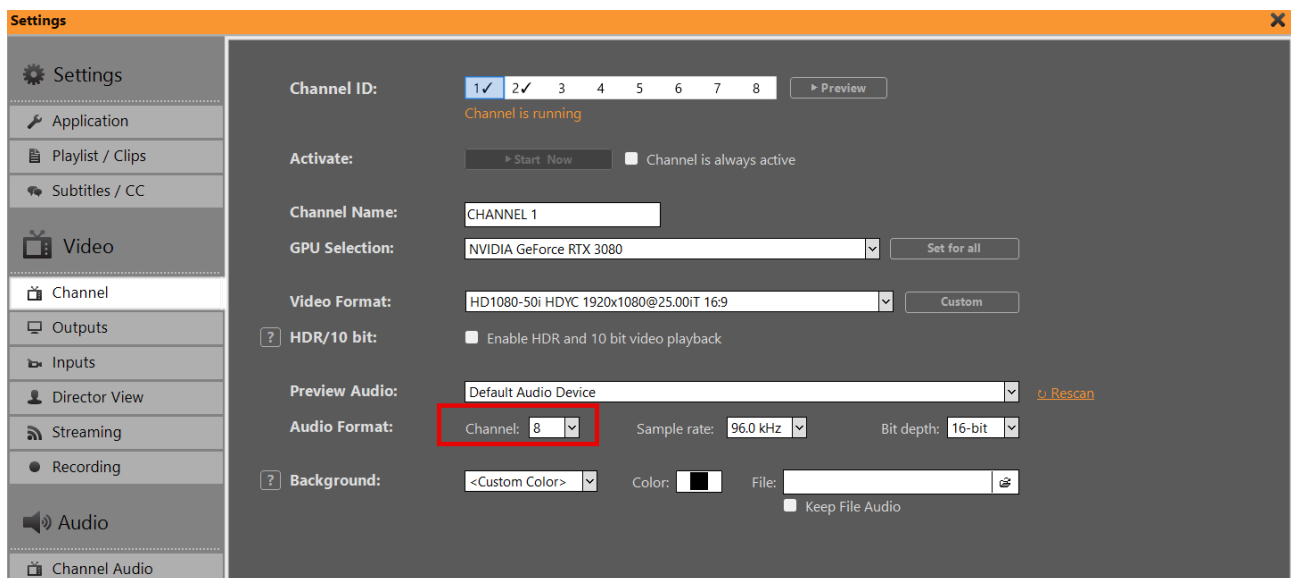 Settings
Settings
Application
Playlist / Clips
Subtitles / CC
Video
Channel
Outputs
Inputs
Director View
Streaming
Recording
Audio
Channel Audio
Channel ID: 1✓ 2✓ 3 4 5 6 7 8 Preview
Channel is running
Activate: Start Now Channel is always active
Channel Name: CHANNEL 1
GPU Selection: NVIDIA GeForce RTX 3080 Set for all
Video Format: HD1080-50i HDYC 1920x1080@25.00iT 16:9 Custom
? HDR/10 bit: Enable HDR and 10 bit video playback
Preview Audio: Default Audio Device Rescan
Audio Format: Channel: 8 Sample rate: 96.0 kHz Bit depth: 16-bit
? Background: <Custom Color> Color: File:
Keep File Audio